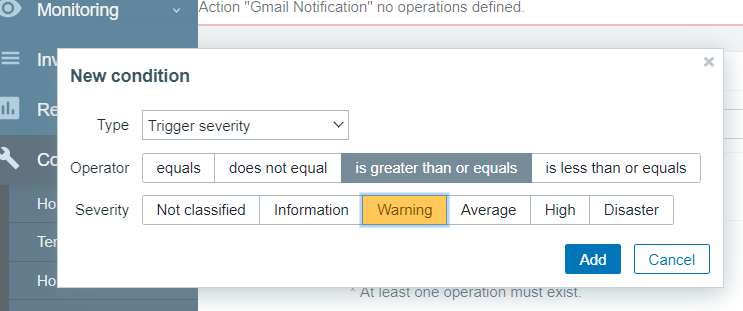 Monitoring
Action "Gmail Notification" no operations defined.
Inv
New condition
Re
Type Trigger severity
Co
Operator equals does not equal is greater than or equals is less than or equals
Ho
Severity Not classified Information Warning Average High Disaster
Ter
Add Cancel
Ho
* At least one operation must exist.